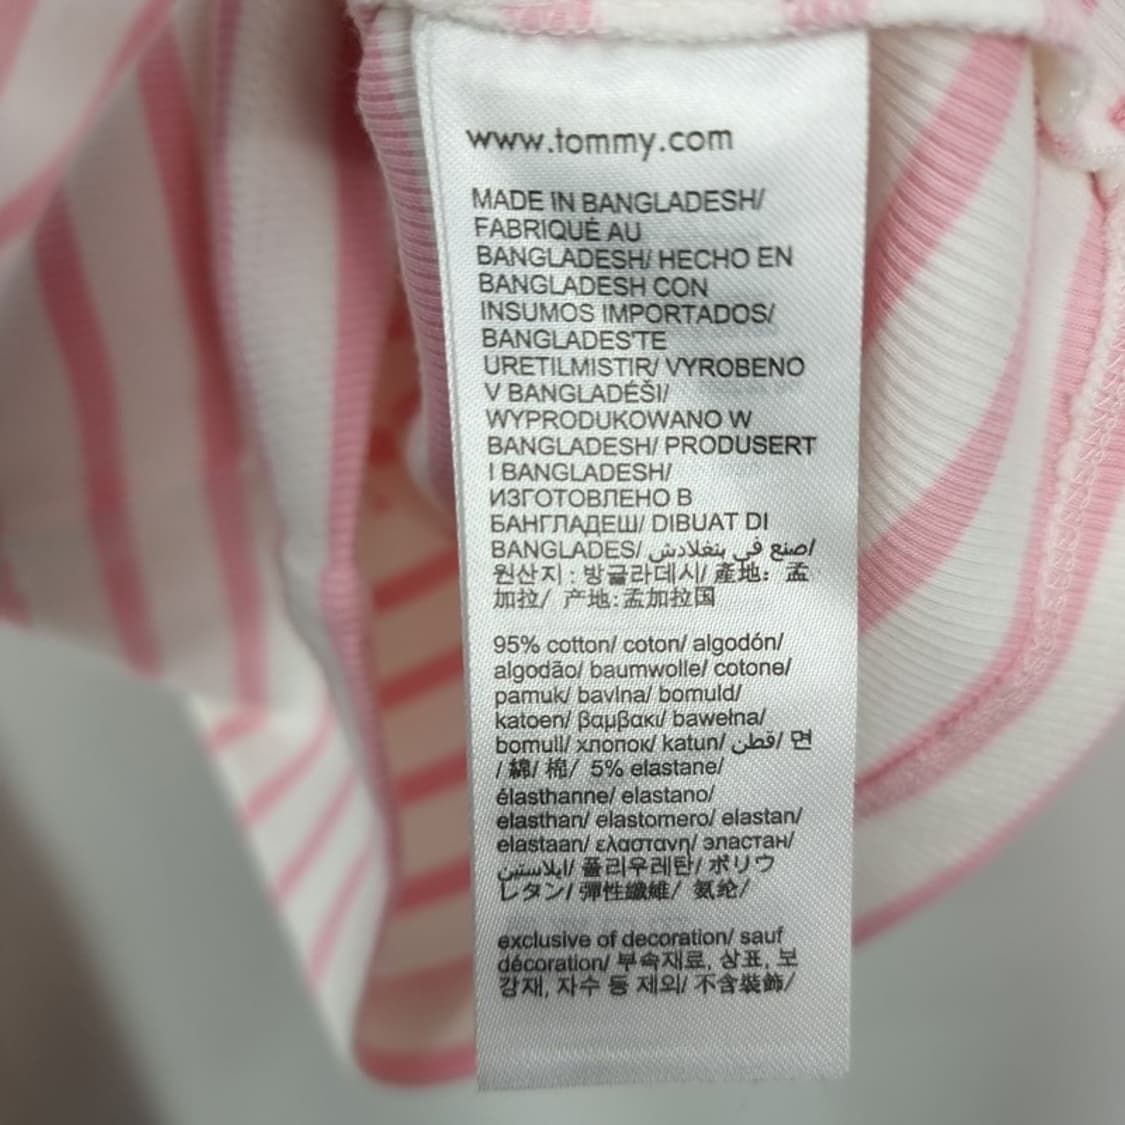 www.tommy.com
MADE IN BANGLADESH/
FABRIQUÉ AU
BANGLADESH/ HECHO EN
BANGLADESH CON
INSUMOS IMPORTADOS/
BANGLADES'TE
URETILMISTIR/ VYROBENO
V BANGLADÉŠI/
WYPRODUKOWANO W
BANGLADESH/ PRODUSERT
I BANGLADESH/
ИЗГОТОВЛЕНО В
БАНГЛАДЕШ/ DIBUAT DI
BANGLADES/ صنع في بنغلادش/
원산지 : 방글라데시/ 產地: 孟
加拉/ 产地:孟加拉国
95% cotton/ coton/ algodón/
algodão/ baumwolle/ cotone/
pamuk/ bavlna/ bomuld/
katoen/ βαμβακι/ bawełna/
bomull/ хлопок/ katun/ قطن/ 면
/ 綿/ 棉/ 5% elastane/
élasthanne/ elastano/
elasthan/ elastomero/ elastan/
elastaan/ ελαστανη/ эластан/
ايلاستين/ 폴리우레탄/ ポリウ
レタン/ 彈性纖維/ 氨纶/
exclusive of decoration/ sauf
décoration/ 부속재료, 상표, 보
강재, 자수 등 제외/ 不含裝飾/